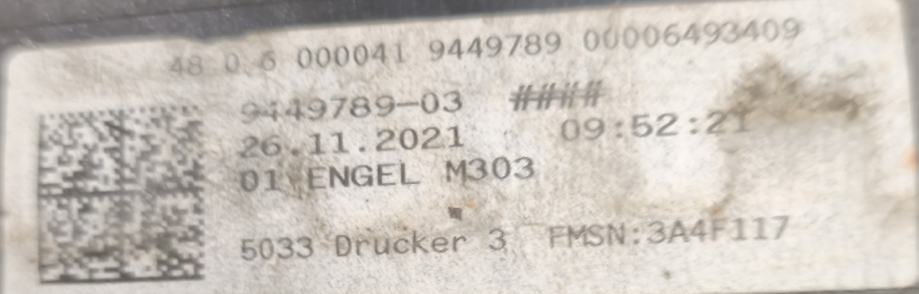 48 0 6 000041 9449789 00006493409
9449789-03 ####
26.11.2021 09:52:21
01 ENGEL M303
5033 Drucker 3 FMSN:3A4F117